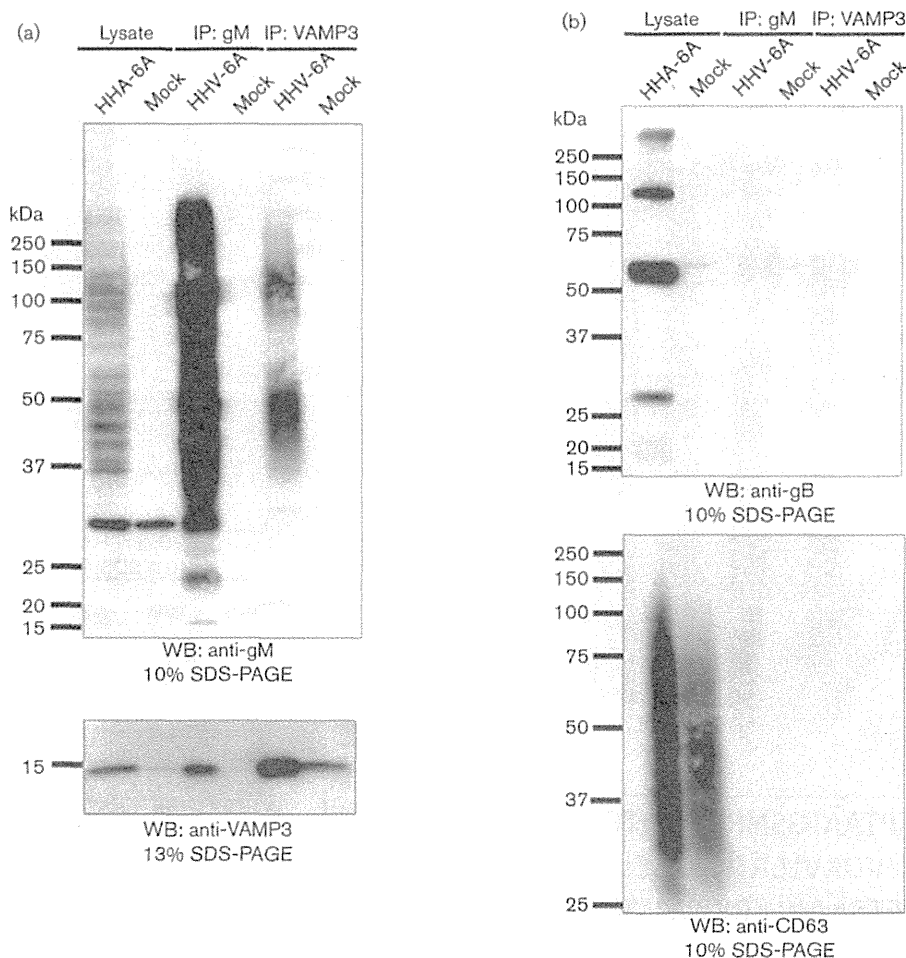 (a)
Lysate IP: gM IP: VAMP3
HHA-6A Mock HHV-6A Mock HHV-6A Mock
kDa
250
150
100
75
50
37
25
20
15
WB: anti-gM
10% SDS-PAGE
15
WB: anti-VAMP3
13% SDS-PAGE
(b)
Lysate IP: gM IP: VAMP3
HHA-6A Mock HHV-6A Mock HHV-6A Mock
kDa
250
150
100
75
50
37
25
20
15
WB: anti-gB
10% SDS-PAGE
250
150
100
75
50
37
25
WB: anti-CD63
10% SDS-PAGE